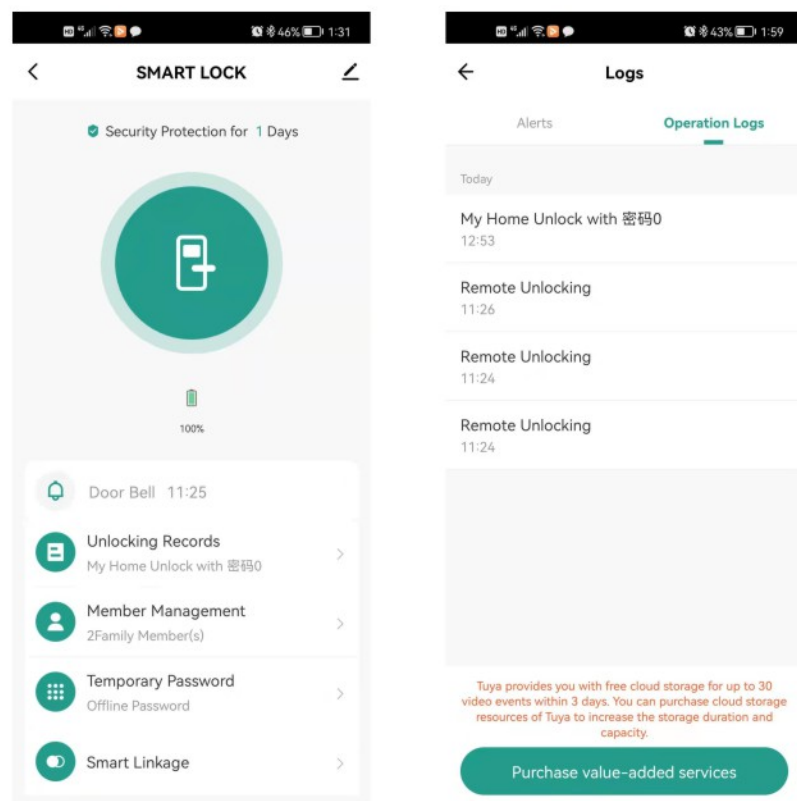 46% 1:31
SMART LOCK
Security Protection for 1 Days
100%
Door Bell 11:25
Unlocking Records
My Home Unlock with 密码0
Member Management
2Family Member(s)
Temporary Password
Offline Password
Smart Linkage
43% 1:59
Logs
Alerts Operation Logs
Today
My Home Unlock with 密码0
12:53
Remote Unlocking
11:26
Remote Unlocking
11:24
Remote Unlocking
11:24
Tuya provides you with free cloud storage for up to 30
video events within 3 days. You can purchase cloud storage
resources of Tuya to increase the storage duration and
capacity.
Purchase value-added services